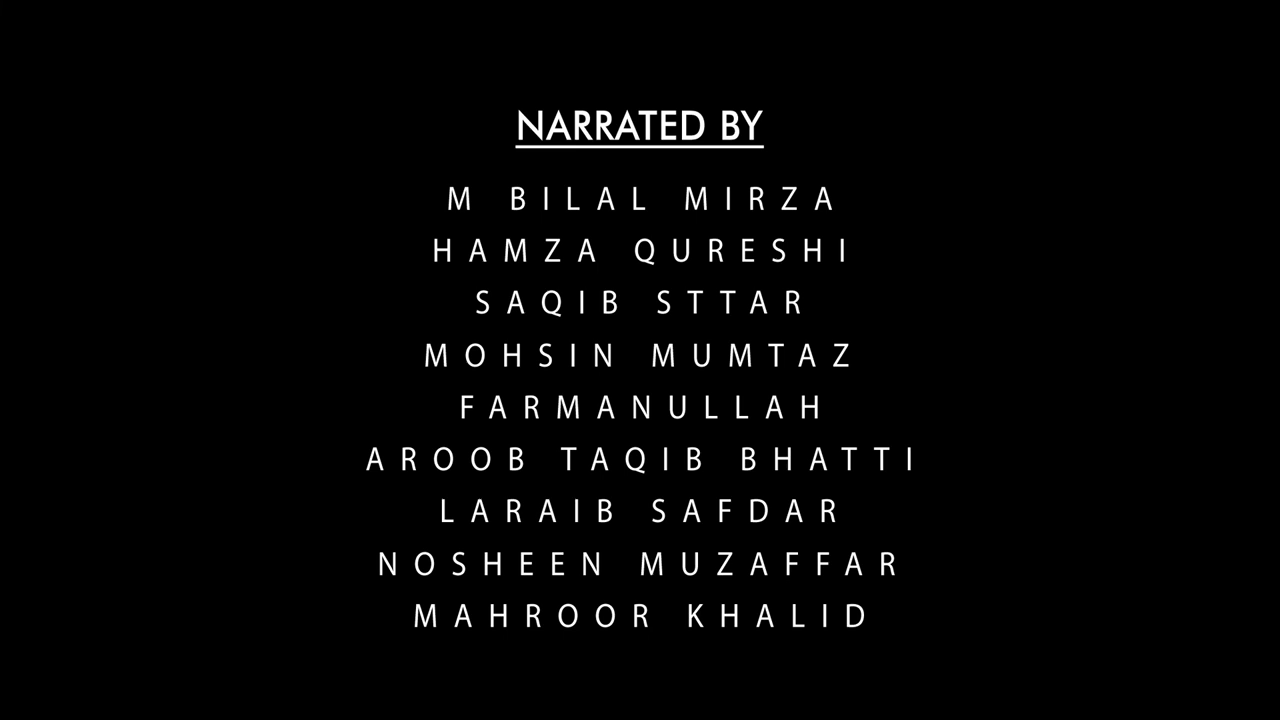 NARRATED BY
M BILAL MIRZA
HAMZA QURESHI
SAQIB STTAR
MOHSIN MUMTAZ
FARMANULLAH
AROOB TAQIB BHATTI
LARAIB SAFDAR
NOSHEEN MUZAFFAR
MAHROOR KHALID